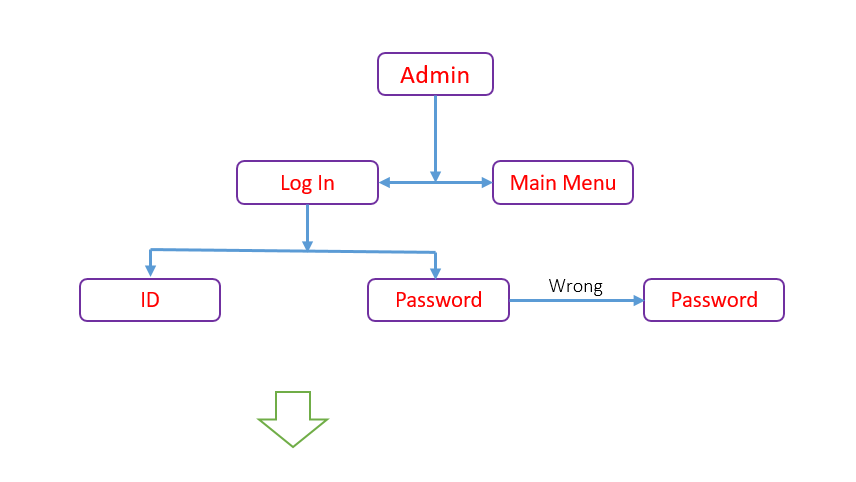 Admin
Log In
Main Menu
ID
Password
Wrong
Password